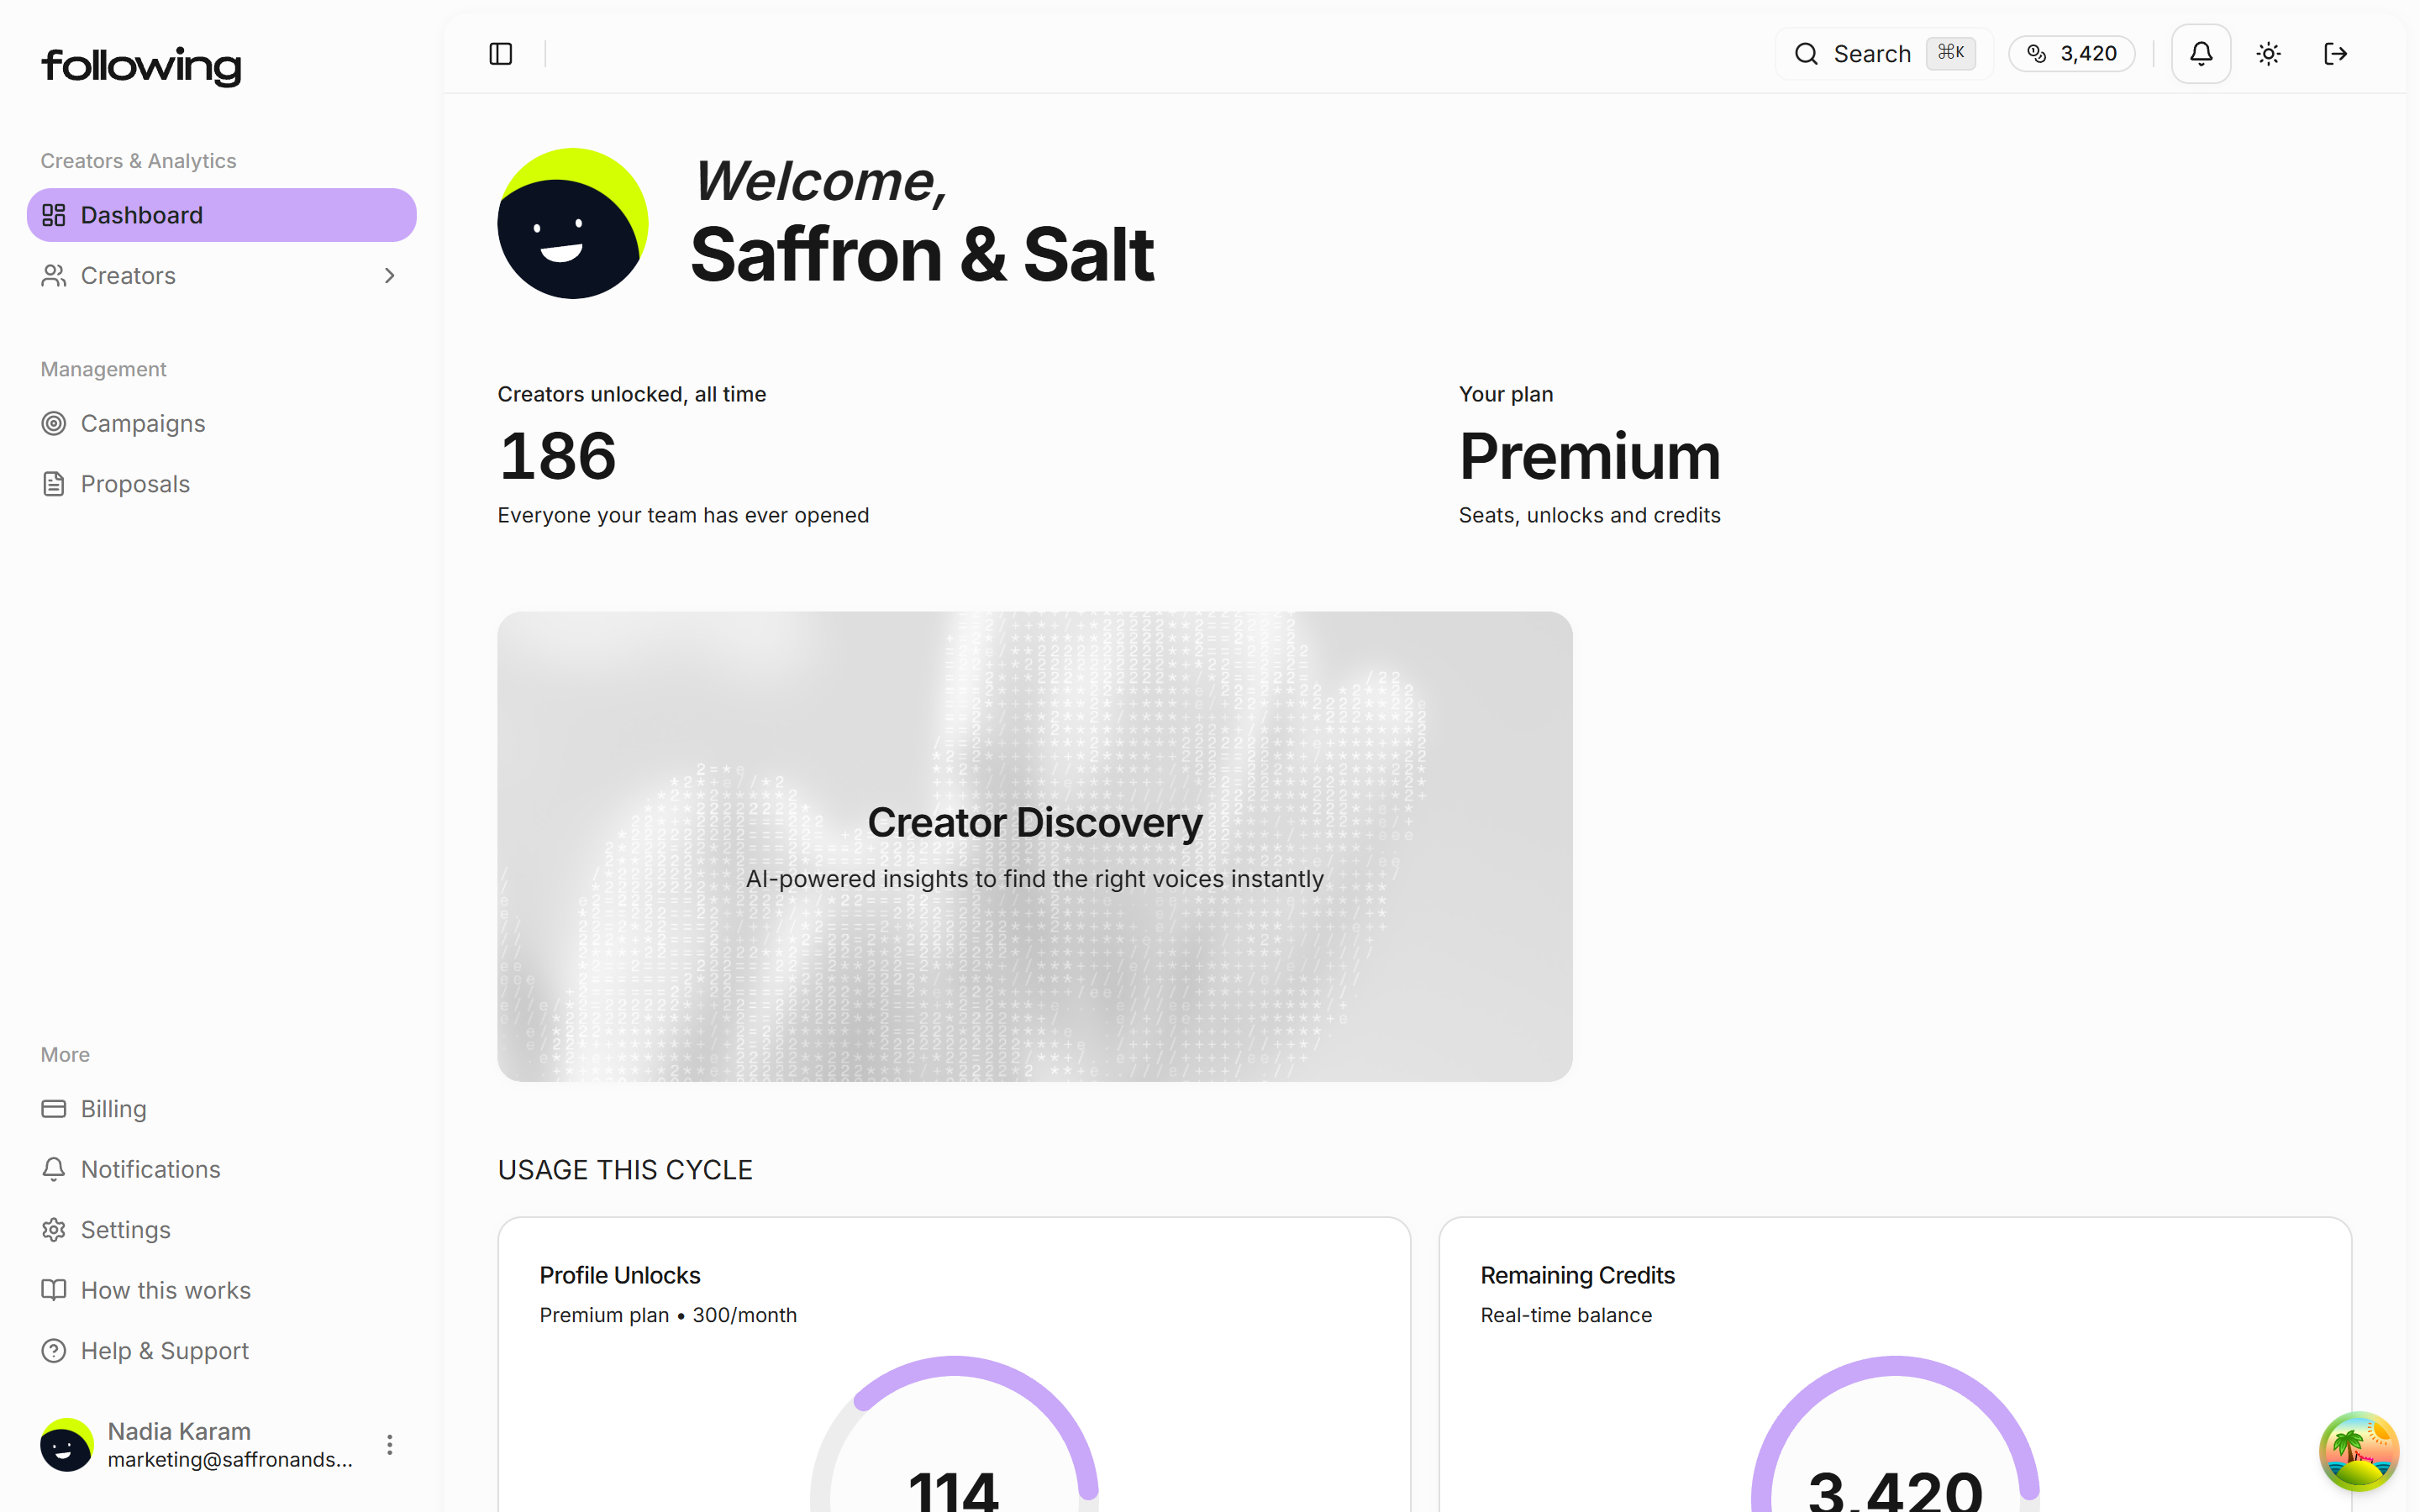 following
Search ⌘K 3,420
Creators & Analytics
Dashboard
Creators
Management
Campaigns
Proposals
More
Billing
Notifications
Settings
How this works
Help & Support
Nadia Karam
marketing@saffronands...
Welcome,
Saffron & Salt
Creators unlocked, all time
186
Everyone your team has ever opened
Your plan
Premium
Seats, unlocks and credits
Creator Discovery
AI-powered insights to find the right voices instantly
USAGE THIS CYCLE
Profile Unlocks
Premium plan • 300/month
114
Remaining Credits
Real-time balance
3,420